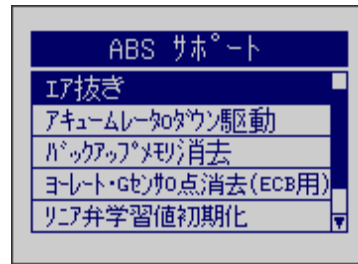 ABS サポート
エア抜き
アキュームレータ0ダウン駆動
バックアップメモリ消去
ヨーレート・Gセンサ0点消去(ECB用)
リニア弁学習値初期化